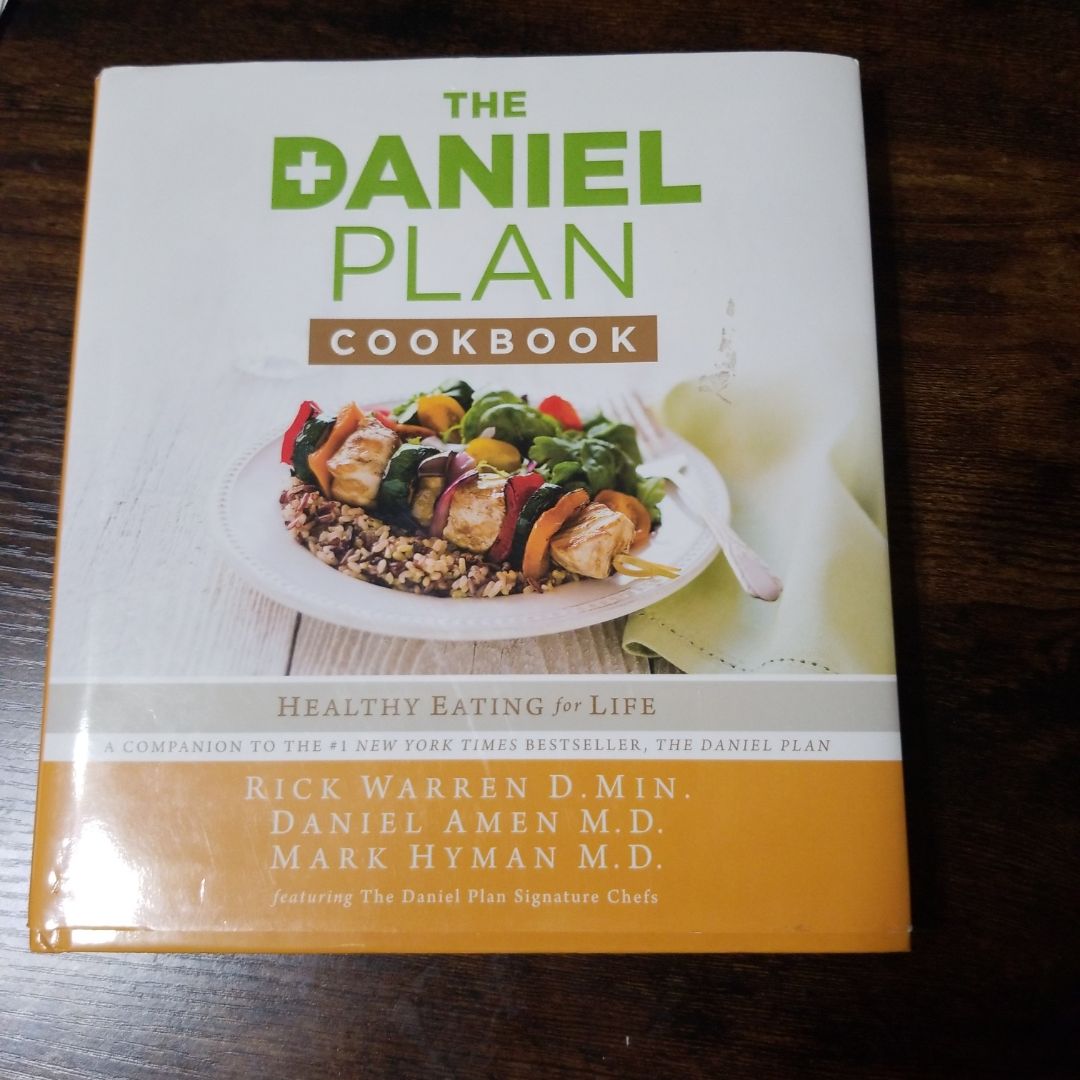 THE
DANIEL
PLAN
COOKBOOK
HEALTHY EATING for LIFE
A COMPANION TO THE #1 NEW YORK TIMES BESTSELLER, THE DANIEL PLAN
RICK WARREN D.MIN.
DANIEL AMEN M.D.
MARK HYMAN M.D.
featuring The Daniel Plan Signature Chefs